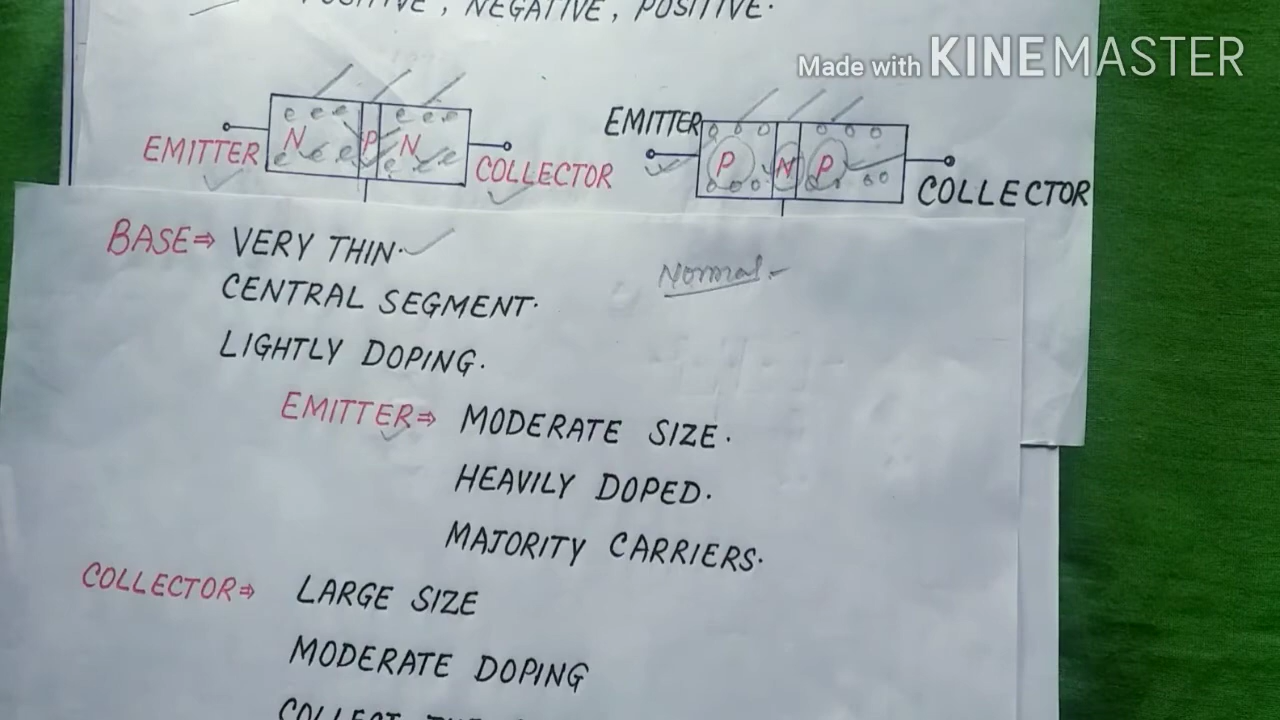 POSITIVE, NEGATIVE, POSITIVE.
Made with KINEMASTER
EMITTER
N P N
COLLECTOR
EMITTER
P N P
COLLECTOR
BASE⇒ VERY THIN.
CENTRAL SEGMENT.
Normal-
LIGHTLY DOPING.
EMITTER⇒ MODERATE SIZE.
HEAVILY DOPED.
MAJORITY CARRIERS.
COLLECTOR⇒ LARGE SIZE
MODERATE DOPING
COLLECT